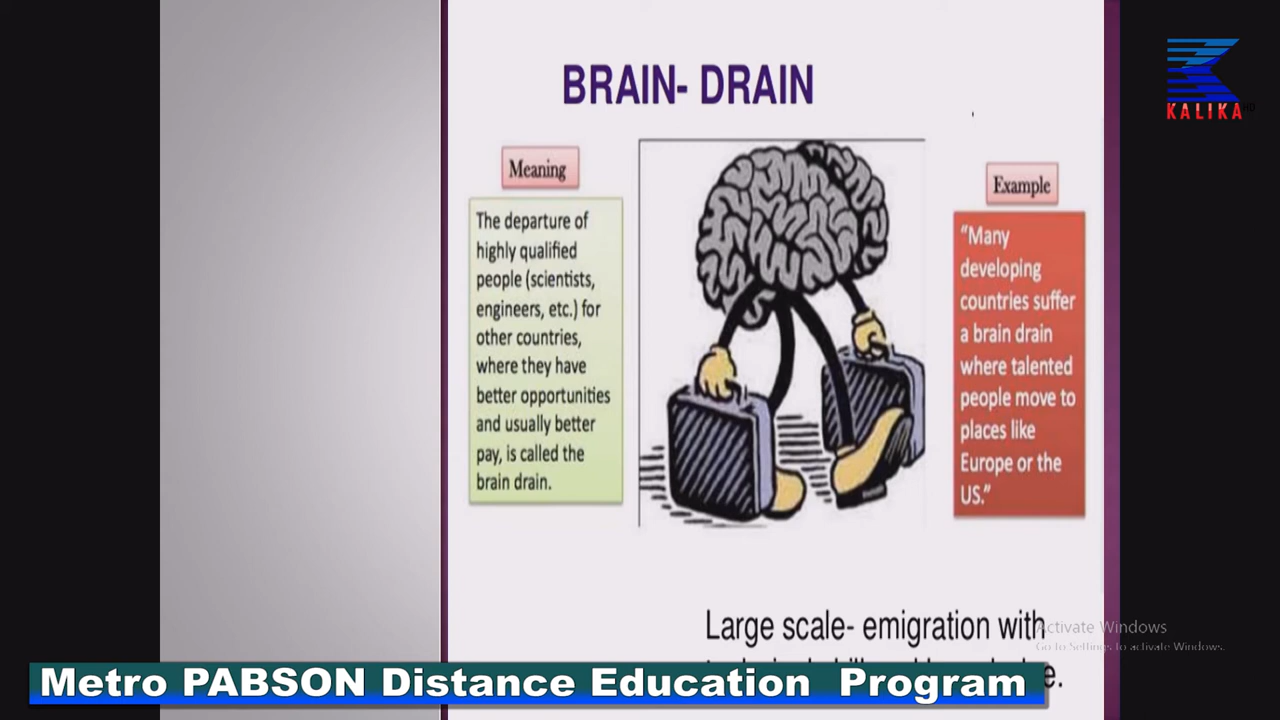 BRAIN- DRAIN
KALIKA
Meaning
The departure of
highly qualified
people (scientists,
engineers, etc.) for
other countries,
where they have
better opportunities
and usually better
pay, is called the
brain drain.
Example
"Many
developing
countries suffer
a brain drain
where talented
people move to
places like
Europe or the
US."
Large scale- emigration with
Activate Windows
Go to Settings to activate Windows.
Metro PABSON Distance Education Program